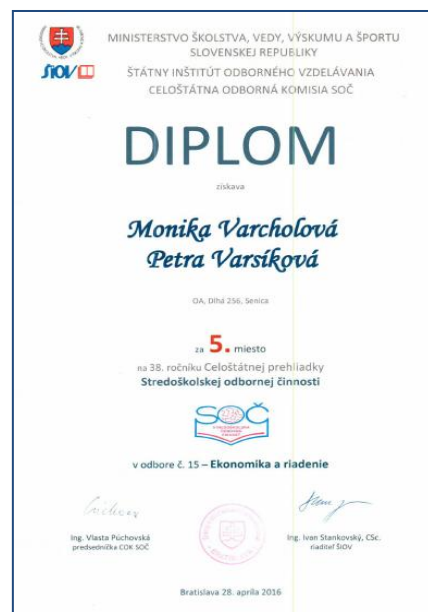 MINISTERSTVO ŠKOLSTVA, VEDY, VÝSKUMU A ŠPORTU
SLOVENSKEJ REPUBLIKY
ŠIOV
ŠTÁTNY INŠTITÚT ODBORNÉHO VZDELÁVANIA
CELOŠTÁTNA ODBORNÁ KOMISIA SOČ
DIPLOM
získava
Monika Varcholová
Petra Varsíková
OA, Dlhá 256, Senica
za 5. miesto
na 38. ročníku Celoštátnej prehliadky
Stredoškolskej odbornej činnosti
SOČ
v odbore č. 15 – Ekonomika a riadenie
Ing. Vlasta Púchovská
predsedníčka COK SOČ
Ing. Ivan Stankovský, CSc.
riaditeľ ŠIOV
Bratislava 28. apríla 2016